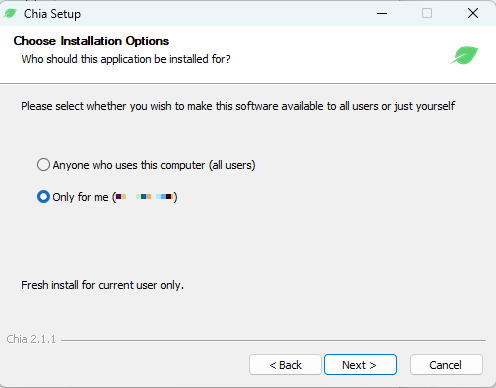 Chia Setup
Choose Installation Options
Who should this application be installed for?
Please select whether you wish to make this software available to all users or just yourself
Anyone who uses this computer (all users)
Only for me ( )
Fresh install for current user only.
Chia 2.1.1
< Back Next > Cancel